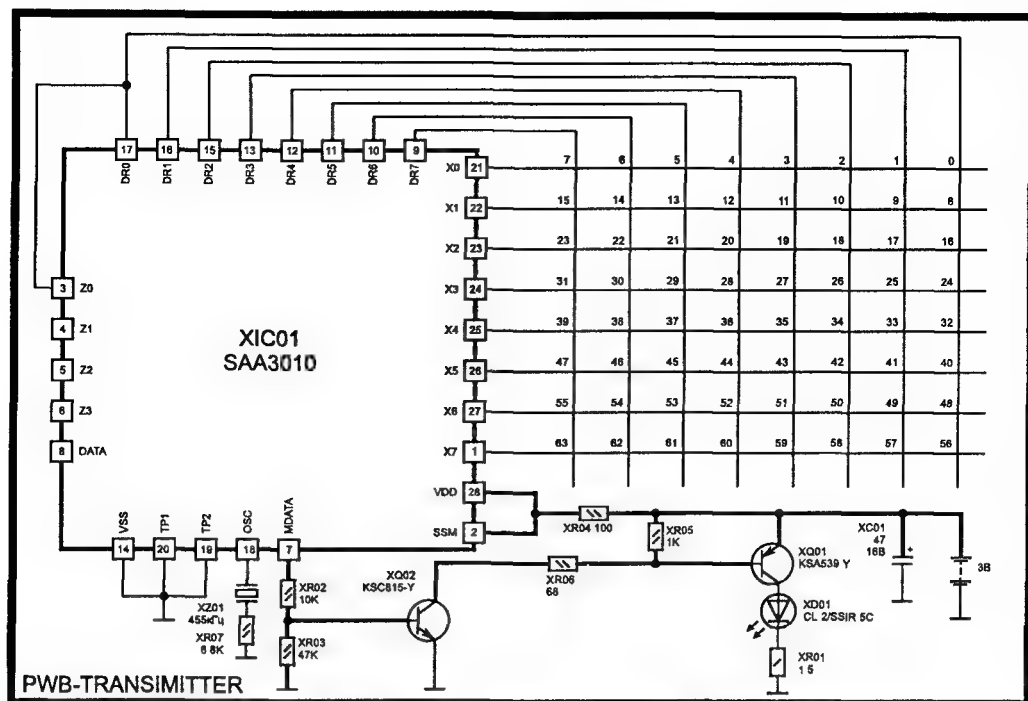 17 16 15 13 12 11 10 9
DR0 DR1 DR2 DR3 DR4 DR5 DR6 DR7
X0 21 7 6 5 4 3 2 1 0
X1 22 15 14 13 12 11 10 9 8
X2 23 23 22 21 20 19 18 17 16
3 Z0
X3 24 31 30 29 28 27 26 25 24
4 Z1
XIC01
SAA3010
X4 25 39 38 37 36 35 34 33 32
5 Z2
X5 26 47 46 45 44 43 42 41 40
6 Z3
X6 27 55 54 53 52 51 50 49 48
8 DATA
X7 1 63 62 61 60 59 58 57 56
VDD 28
SSM 2
VSS TP1 TP2 OSC MDATA
14 20 19 18 7
XR04 100
XR05
1K
XC01
47
16В
XQ01
KSA539 Y
3В
XR06
68
XQ02
KSC815-Y
XR02
10K
XZ01
455кГц
XD01
CL 2/SSIR 5C
XR07
6 8K
XR03
47K
XR01
1 5
PWB-TRANSIMITTER